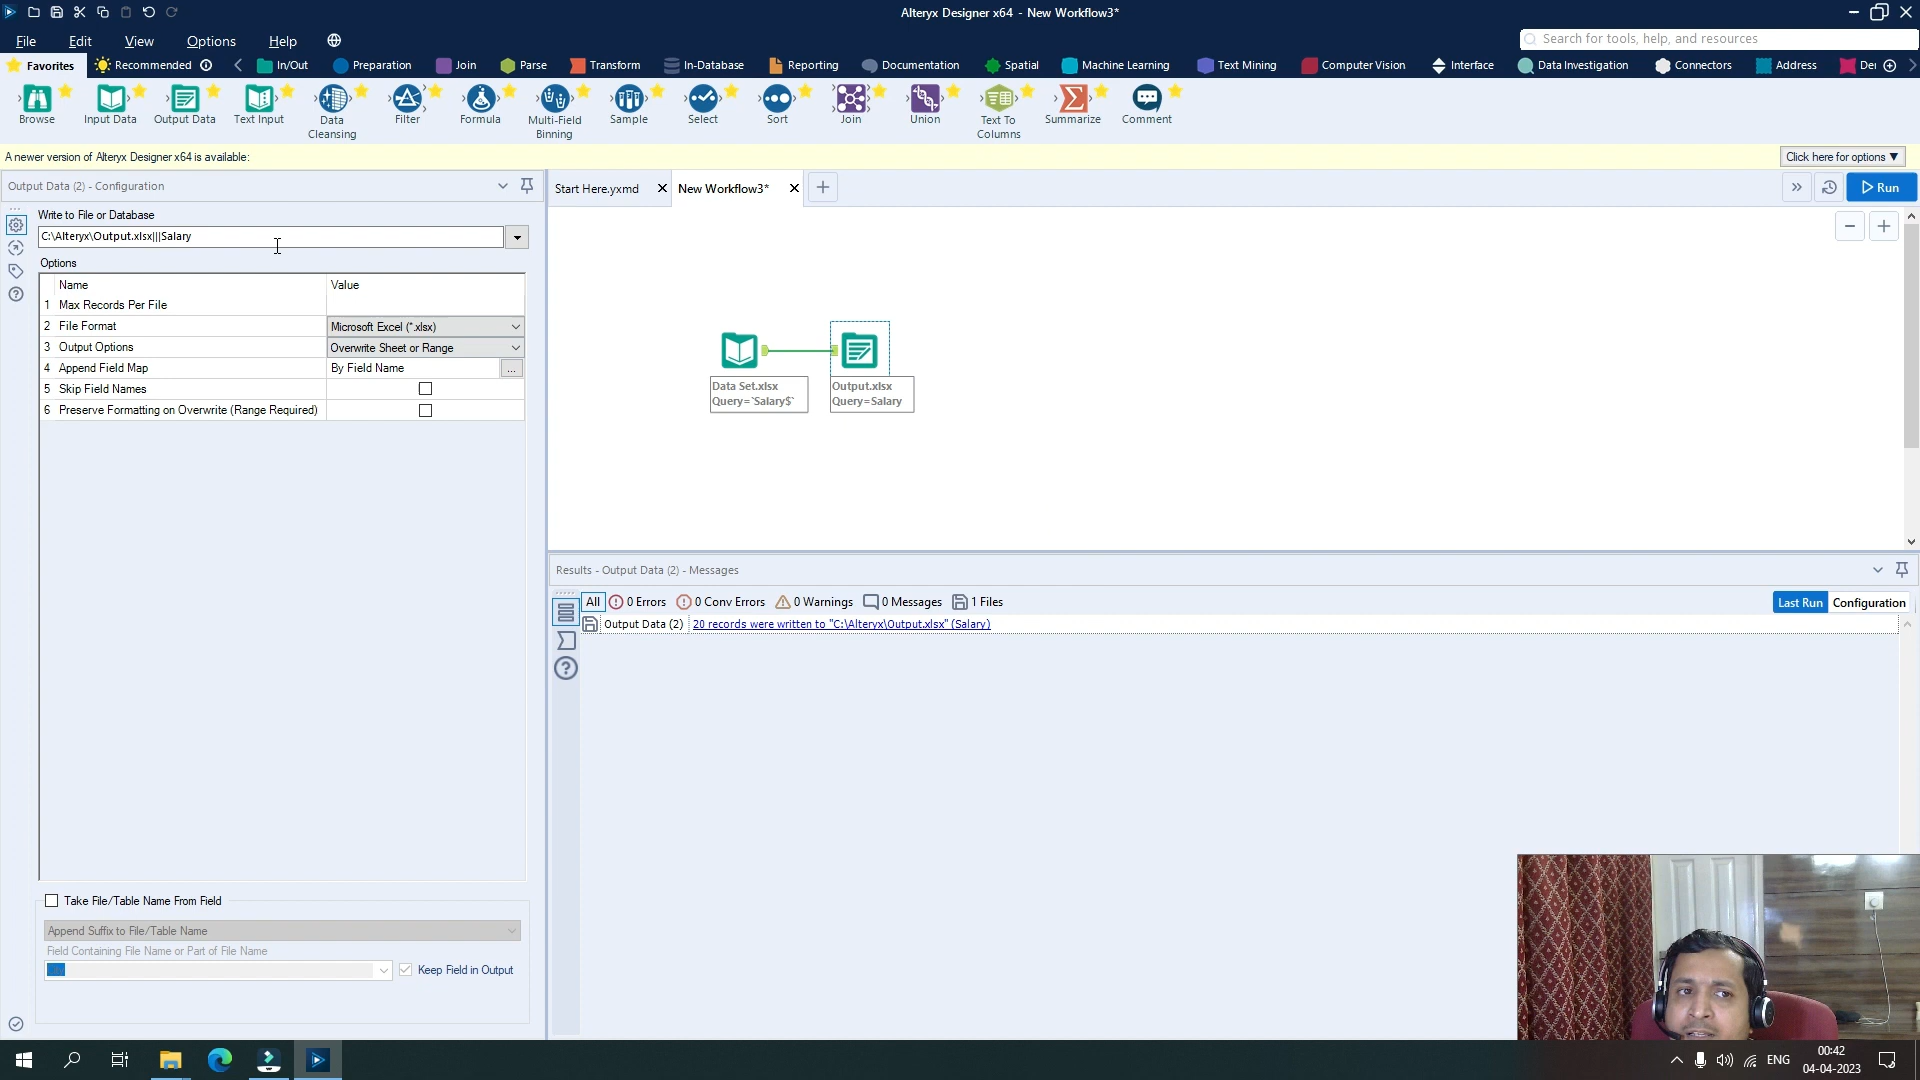 Alteryx Designer x64 - New Workflow3*
File Edit View Options Help
Search for tools, help, and resources
Favorites Recommended In/Out Preparation Join Parse Transform In-Database Reporting Documentation Spatial Machine Learning Text Mining Computer Vision Interface Data Investigation Connectors Address De
Browse Input Data Output Data Text Input Data Cleansing Filter Formula Multi-Field Binning Sample Select Sort Join Union Text To Columns Summarize Comment
A newer version of Alteryx Designer x64 is available:
Click here for options ▼
Output Data (2) - Configuration
Start Here.yxmd
New Workflow3*
Run
Write to File or Database
C:\Alteryx\Output.xlsx|||Salary
Options
Name Value
1 Max Records Per File
2 File Format Microsoft Excel (*.xlsx)
3 Output Options Overwrite Sheet or Range
4 Append Field Map By Field Name ...
5 Skip Field Names
6 Preserve Formatting on Overwrite (Range Required)
Data Set.xlsx
Query=`Salary$`
Output.xlsx
Query=Salary
Results - Output Data (2) - Messages
All 0 Errors 0 Conv Errors 0 Warnings 0 Messages 1 Files
Last Run Configuration
Output Data (2) 20 records were written to "C:\Alteryx\Output.xlsx" (Salary)
Take File/Table Name From Field
Append Suffix to File/Table Name
Field Containing File Name or Part of File Name
Keep Field in Output
ENG
00:42
04-04-2023